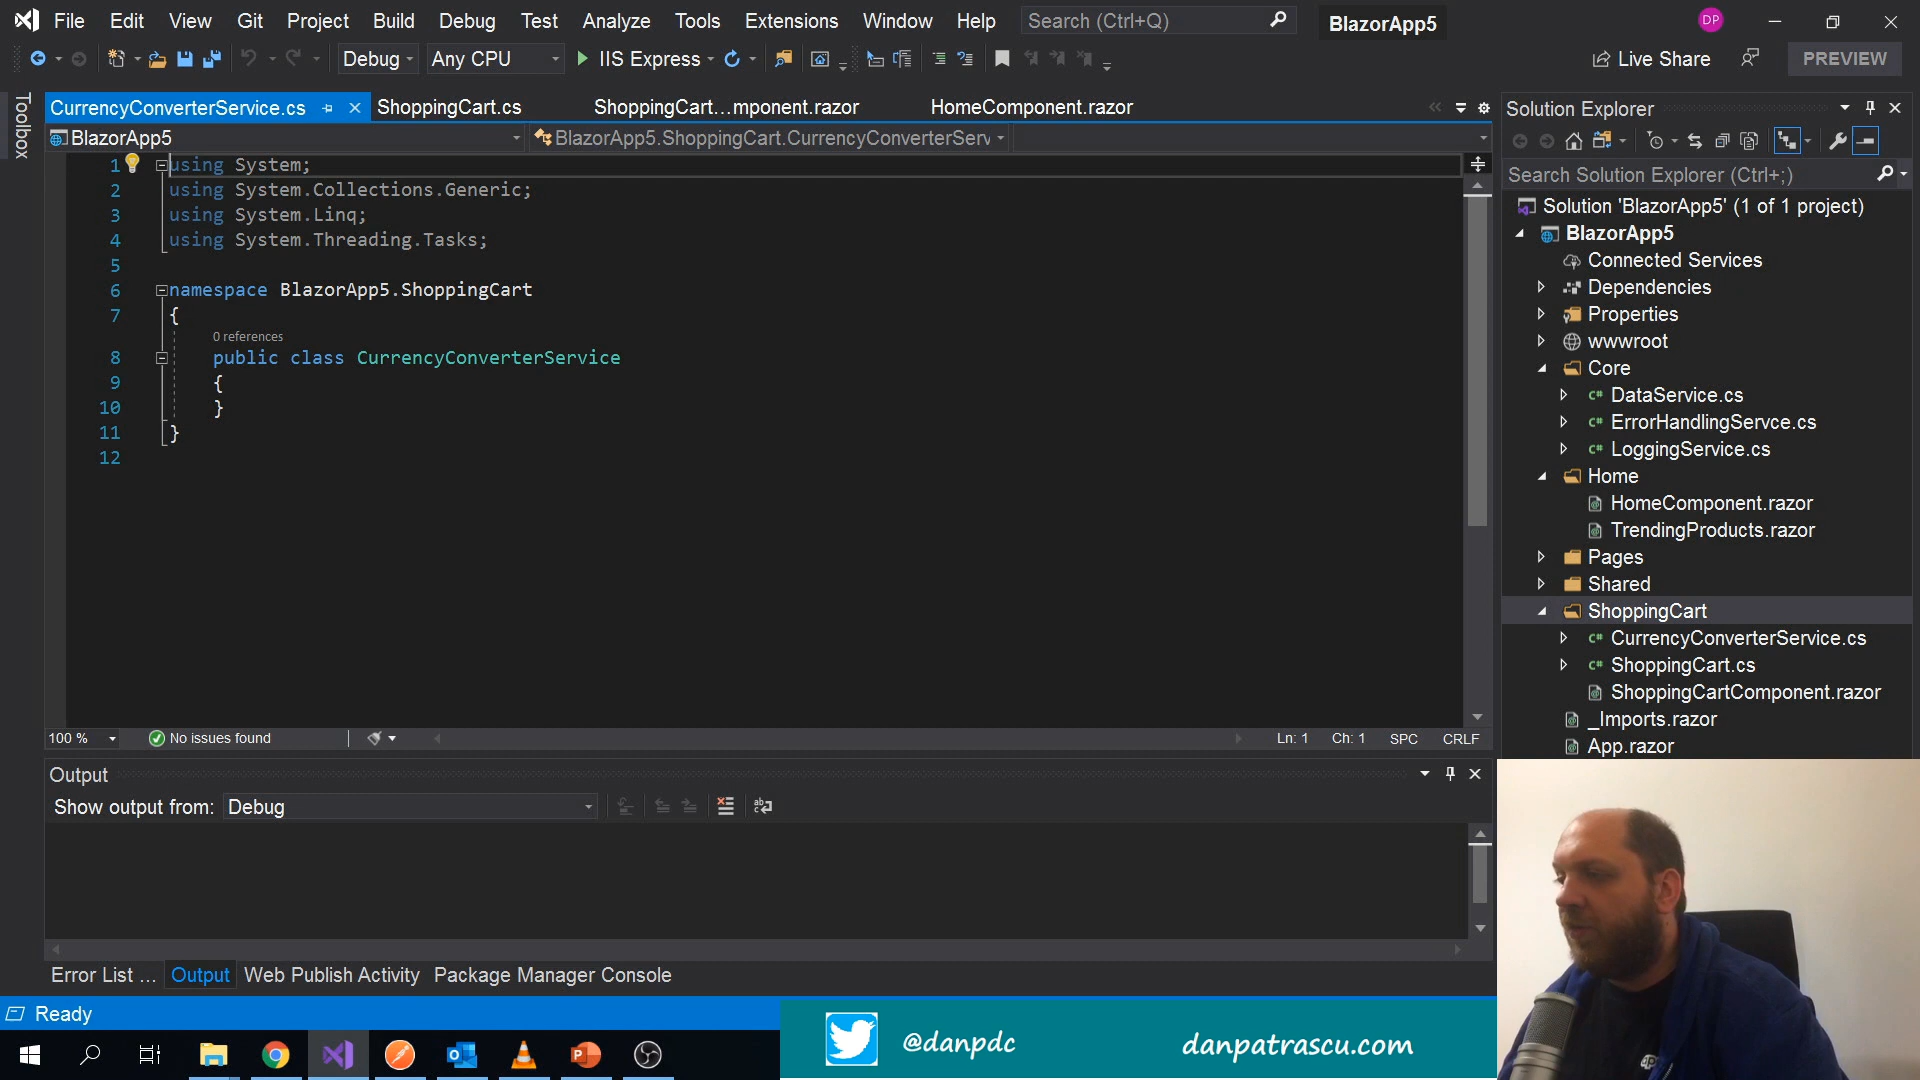 File Edit View Git Project Build Debug Test Analyze Tools Extensions Window Help Search (Ctrl+Q) BlazorApp5 DP
Debug Any CPU IIS Express Live Share PREVIEW
Toolbox
CurrencyConverterService.cs ShoppingCart.cs ShoppingCart...mponent.razor HomeComponent.razor
BlazorApp5 BlazorApp5.ShoppingCart.CurrencyConverterServ
1 using System;
2 using System.Collections.Generic;
3 using System.Linq;
4 using System.Threading.Tasks;
5
6 namespace BlazorApp5.ShoppingCart
7 {
0 references
8 public class CurrencyConverterService
9 {
10 }
11 }
12
100 % No issues found Ln: 1 Ch: 1 SPC CRLF
Output
Show output from: Debug
Error List ... Output Web Publish Activity Package Manager Console
Ready
Solution Explorer
Search Solution Explorer (Ctrl+;)
Solution 'BlazorApp5' (1 of 1 project)
BlazorApp5
Connected Services
Dependencies
Properties
wwwroot
Core
C# DataService.cs
C# ErrorHandlingServce.cs
C# LoggingService.cs
Home
HomeComponent.razor
TrendingProducts.razor
Pages
Shared
ShoppingCart
C# CurrencyConverterService.cs
C# ShoppingCart.cs
ShoppingCartComponent.razor
_Imports.razor
App.razor
@danpdc danpatrascu.com